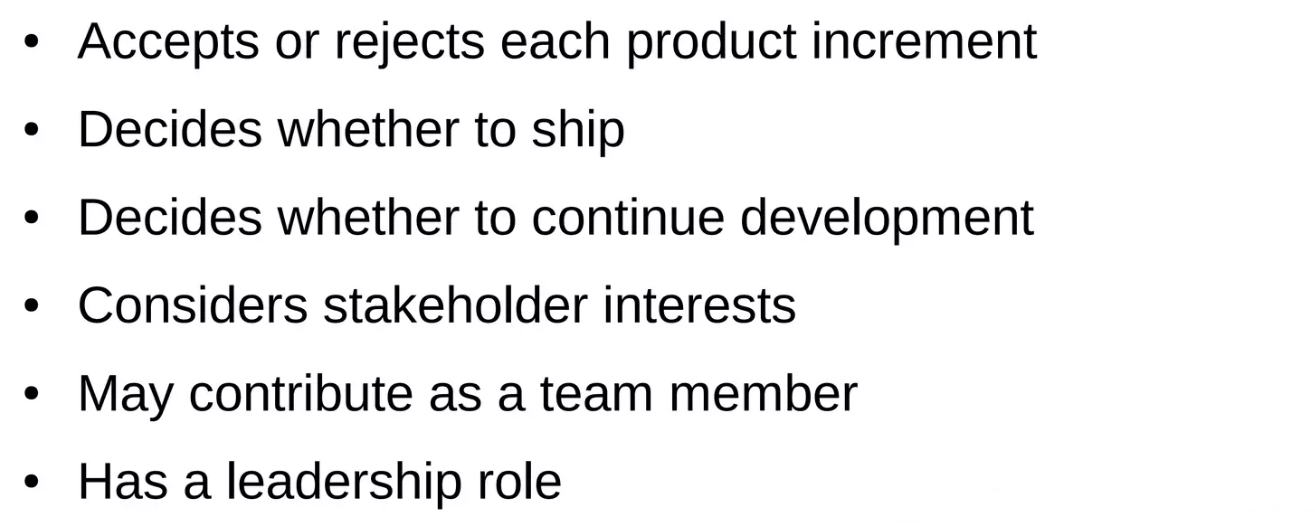 • Accepts or rejects each product increment
• Decides whether to ship
• Decides whether to continue development
• Considers stakeholder interests
• May contribute as a team member
• Has a leadership role